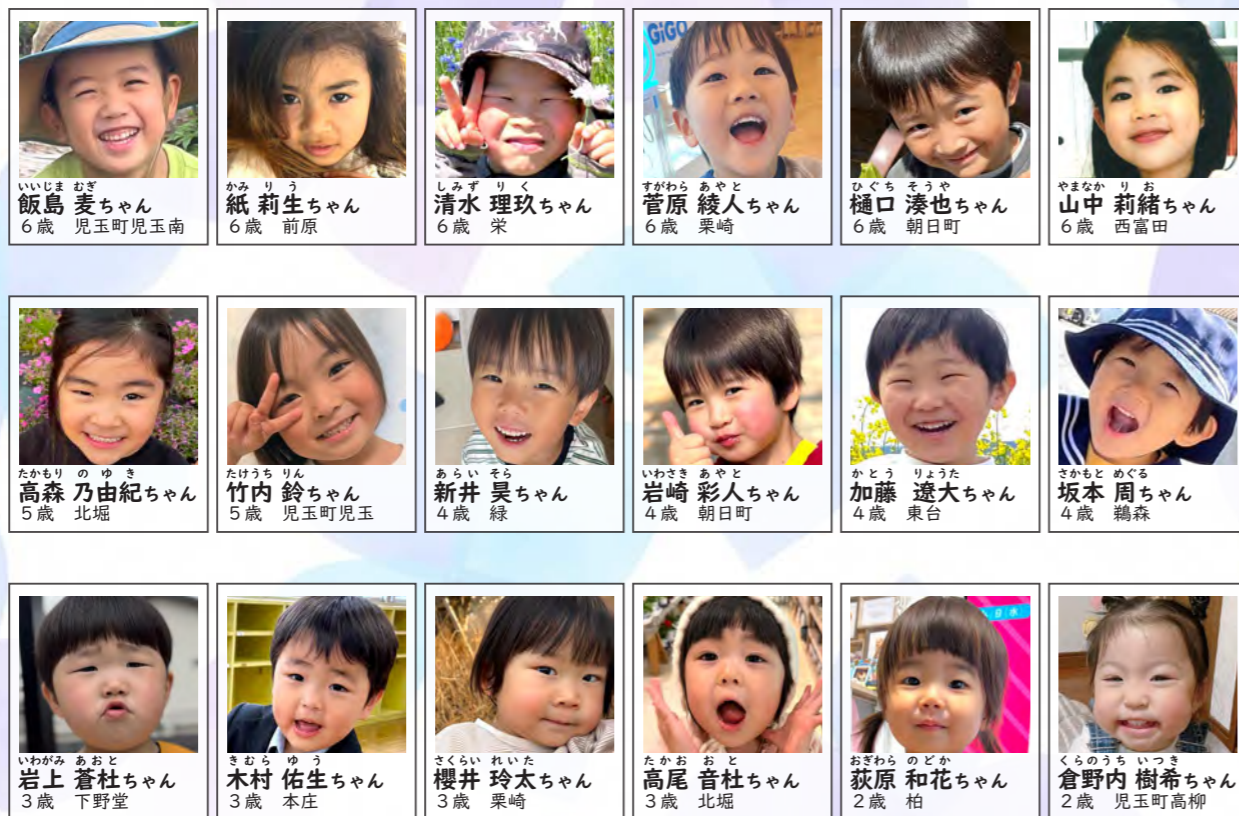 GiGO
いいじま むぎ
飯島 麦ちゃん
6歳 児玉町児玉南
かみ りう
紙 莉生ちゃん
6歳 前原
しみず りく
清水 理玖ちゃん
6歳 栄
すがわら あやと
菅原 綾人ちゃん
6歳 栗崎
ひぐち そうや
樋口 湊也ちゃん
6歳 朝日町
やまなか りお
山中 莉緒ちゃん
6歳 西富田
たかもり のゆき
高森 乃由紀ちゃん
5歳 北堀
たけうち りん
竹内 鈴ちゃん
5歳 児玉町児玉
あらい そら
新井 昊ちゃん
4歳 緑
いわさき あやと
岩崎 彩人ちゃん
4歳 朝日町
かとう りょうた
加藤 遼大ちゃん
4歳 東台
さかもと めぐる
坂本 周ちゃん
4歳 鵜森
いわがみ あおと
岩上 蒼杜ちゃん
3歳 下野堂
きむら ゆう
木村 佑生ちゃん
3歳 本庄
さくらい れいた
櫻井 玲太ちゃん
3歳 栗崎
たかお おと
高尾 音杜ちゃん
3歳 北堀
おぎわら のどか
荻原 和花ちゃん
2歳 柏
くらのうち いつき
倉野内 樹希ちゃん
2歳 児玉町高柳